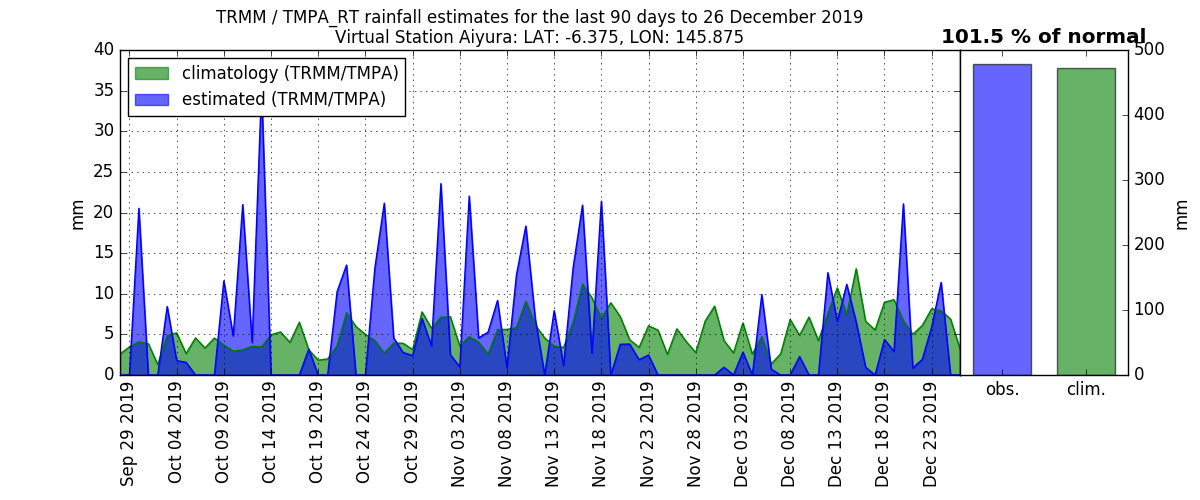 TRMM / TMPA_RT rainfall estimates for the last 90 days to 26 December 2019
Virtual Station Aiyura: LAT: -6.375, LON: 145.875
101.5 % of normal
climatology (TRMM/TMPA)
estimated (TRMM/TMPA)
40
35
30
25
20
15
10
5
0
mm
Sep 29 2019
Oct 04 2019
Oct 09 2019
Oct 14 2019
Oct 19 2019
Oct 24 2019
Oct 29 2019
Nov 03 2019
Nov 08 2019
Nov 13 2019
Nov 18 2019
Nov 23 2019
Nov 28 2019
Dec 03 2019
Dec 08 2019
Dec 13 2019
Dec 18 2019
Dec 23 2019
obs.
clim.
500
400
300
200
100
0
mm